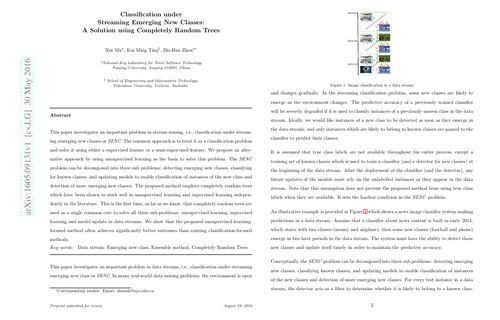 arXiv:1605.09131v1 [cs.LG] 30 May 2016
Classification under
Streaming Emerging New Classes:
A Solution using Completely Random Trees
Xin Mu, Kai Ming Ting, Zhi-Hua Zhou
National Key Laboratory for Novel Software Technology
Nanjing University, Nanjing 210093, China
School of Engineering and Information Technology,
Federation University, Victoria, Australia.
Abstract
This paper investigates an important problem in stream mining, i.e., classification under stream-
ing emerging new classes or SENC. The common approach is to treat it as a classification problem
and solve it using either a supervised learner or a semi-supervised learner. We propose an alter-
native approach by using unsupervised learning as the basis to solve this problem. The SENC
problem can be decomposed into three sub problems: detecting emerging new classes, classifying
for known classes, and updating models to enable classification of instances of the new class and
detection of more emerging new classes. The proposed method employs completely random trees
which have been shown to work well in unsupervised learning and supervised learning indepen-
dently in the literature. This is the first time, as far as we know, that completely random trees are
used as a single common core to solve all three sub problems: unsupervised learning, supervised
learning and model update in data streams. We show that the proposed unsupervised-learning-
focused method often achieves significantly better outcomes than existing classification-focused
methods.
Key words: Data stream, Emerging new class, Ensemble method, Completely Random Trees
This paper investigates an important problem in data streams, i.e., classification under streaming
emerging new class or SENC. In many real-world data mining problems, the environment is open
Corresponding author. Email: zhouzh@nju.edu.cn
Preprint submitted for review
August 29, 2018
Figure 1: Image classification in a data stream
and changes gradually. In the streaming classification problem, some new classes are likely to
emerge as the environment changes. The predictive accuracy of a previously trained classifier
will be severely degraded if it is used to classify instances of a previously unseen class in the data
stream. Ideally, we would like instances of a new class to be detected as soon as they emerge in
the data stream; and only instances which are likely to belong to known classes are passed to the
classifier to predict their classes.
It is assumed that true class labels are not available throughout the entire process, except a
training set of known classes which is used to train a classifier (and a detector for new classes) at
the beginning of the data stream. After the deployment of the classifier (and the detector), any
future updates of the models must rely on the unlabelled instances as they appear in the data
stream. Note that this assumption does not prevent the proposed method from using true class
labels when they are available. It sets the hardest condition in the SENC problem.
An illustrative example is provided in Figure 1 which shows a news image classifier system making
predictions in a data stream. Assume that a classifier about news content is built in early 2014,
which starts with two classes (money and airplane); then some new classes (football and phone)
emerge in two later periods in the data stream. The system must have the ability to detect these
new classes and update itself timely in order to maintain the predictive accuracy.
Conceptually, the SENC problem can be decomposed into three sub problems: detecting emerging
new classes, classifying known classes, and updating models to enable classification of instances
of the new classes and detection of more emerging new classes. For every test instance in a data
stream, the detector acts as a filter to determine whether it is likely to belong to a known class.
2